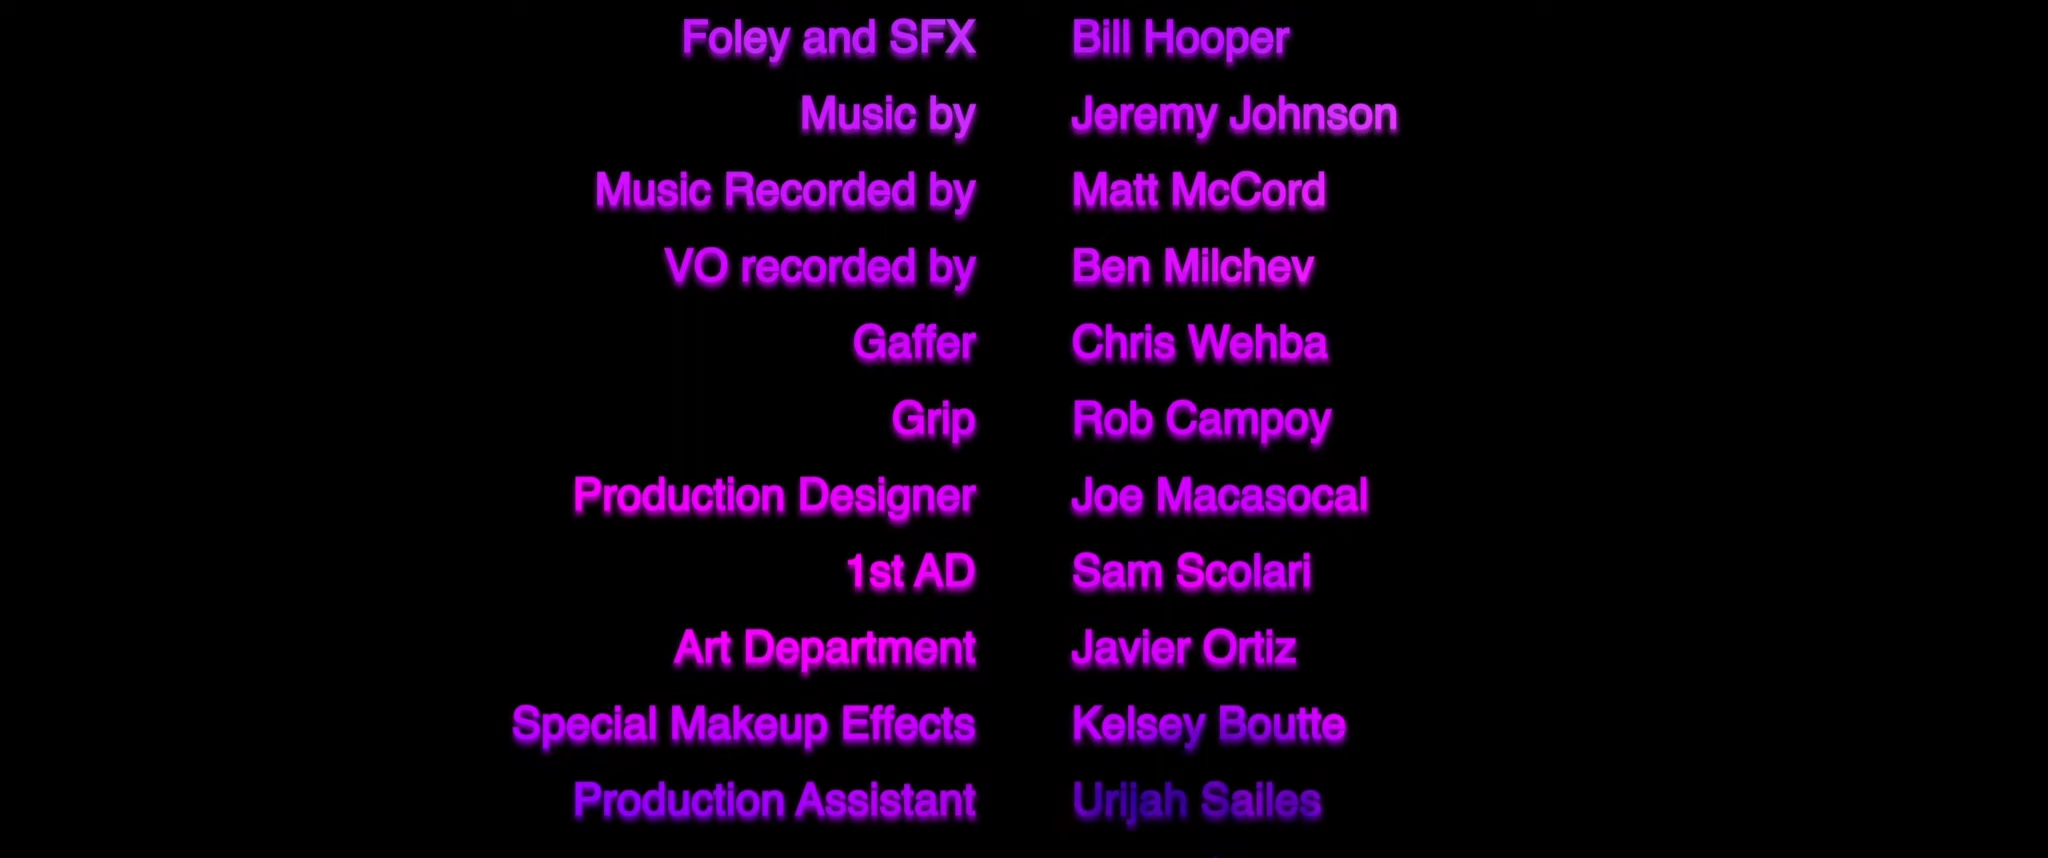 Foley and SFX Bill Hooper
Music by Jeremy Johnson
Music Recorded by Matt McCord
VO recorded by Ben Milchev
Gaffer Chris Wehba
Grip Rob Campoy
Production Designer Joe Macasocal
1st AD Sam Scolari
Art Department Javier Ortiz
Special Makeup Effects Kelsey Boutte
Production Assistant Urijah Sailes